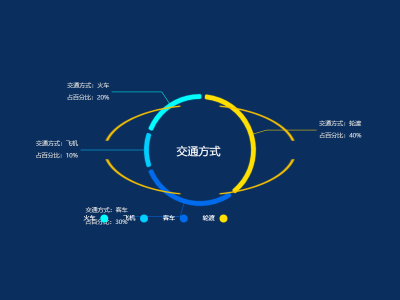 交通方式：火车
占百分比：20%
交通方式：轮渡
占百分比：40%
交通方式：飞机
占百分比：10%
交通方式
交通方式：客车
占百分比：30%
火车 飞机 客车 轮渡